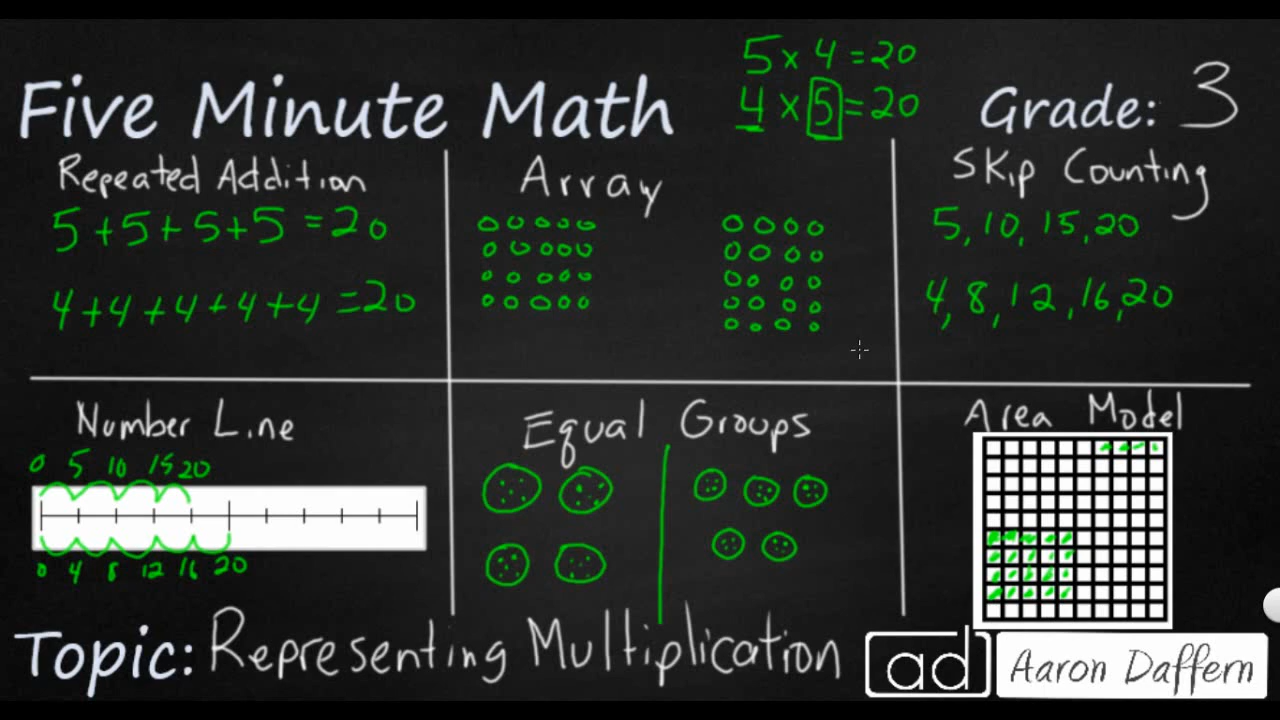 5 x 4 = 20
Five Minute Math
4 x 5 = 20
Grade: 3
Repeated Addition
5 + 5 + 5 + 5 = 20
4 + 4 + 4 + 4 + 4 = 20
Array
Skip Counting
5, 10, 15, 20
4, 8, 12, 16, 20
Number Line
0 5 10 15 20
0 4 8 12 16 20
Equal Groups
Area Model
Topic: Representing Multiplication
ad Aaron Daffern